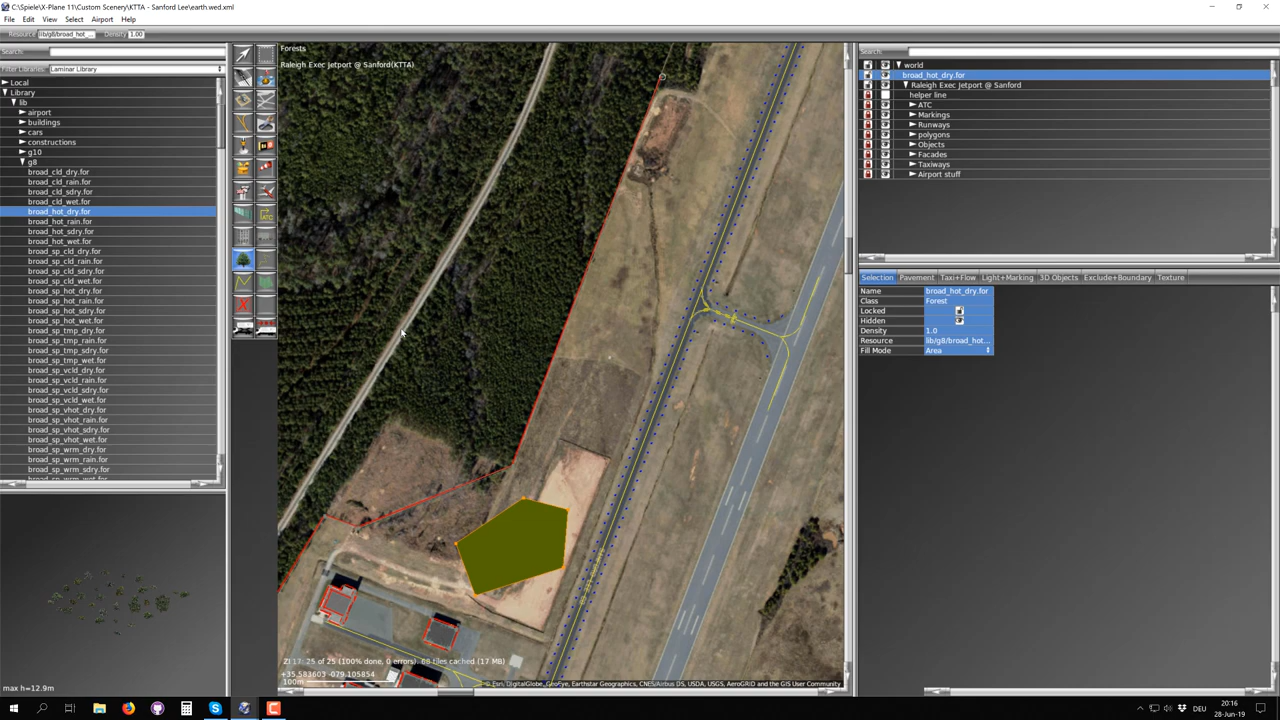 C:\Spiele\X-Plane 11\Custom Scenery\KTTA - Sanford Lee\earth.wed.xml
File Edit View Select Airport Help
Resource lib/g8/broad_hot_... Density 1.00
Search:
Filter Libraries: Laminar Library
Local
Library
lib
airport
buildings
cars
constructions
g10
g8
broad_cld_dry.for
broad_cld_rain.for
broad_cld_sdry.for
broad_cld_wet.for
broad_hot_dry.for
broad_hot_rain.for
broad_hot_sdry.for
broad_hot_wet.for
broad_sp_cld_dry.for
broad_sp_cld_rain.for
broad_sp_cld_sdry.for
broad_sp_cld_wet.for
broad_sp_hot_dry.for
broad_sp_hot_rain.for
broad_sp_hot_sdry.for
broad_sp_hot_wet.for
broad_sp_tmp_dry.for
broad_sp_tmp_rain.for
broad_sp_tmp_sdry.for
broad_sp_tmp_wet.for
broad_sp_vcld_dry.for
broad_sp_vcld_rain.for
broad_sp_vcld_sdry.for
broad_sp_vcld_wet.for
broad_sp_vhot_dry.for
broad_sp_vhot_rain.for
broad_sp_vhot_sdry.for
broad_sp_vhot_wet.for
broad_sp_wrm_dry.for
broad_sp_wrm_rain.for
broad_sp_wrm_sdry.for
broad_sp_wrm_wet.for
max h=12.9m
Forests
Raleigh Exec Jetport @ Sanford(KTTA)
ZI 17: 25 of 25 (100% done, 0 errors). 68 tiles cached (17 MB)
+35.583603 -079.105854
100m
© Esri, DigitalGlobe, GeoEye, Earthstar Geographics, CNES/Airbus DS, USDA, USGS, AeroGRID and the GIS User Community
Search:
world
broad_hot_dry.for
Raleigh Exec Jetport @ Sanford
helper line
ATC
Markings
Runways
polygons
Objects
Facades
Taxiways
Airport stuff
Selection Pavement Taxi+Flow Light+Marking 3D Objects Exclude+Boundary Texture
Name broad_hot_dry.for
Class Forest
Locked
Hidden
Density 1.0
Resource lib/g8/broad_hot...
Fill Mode Area
DEU
20:16
28-Jun-19